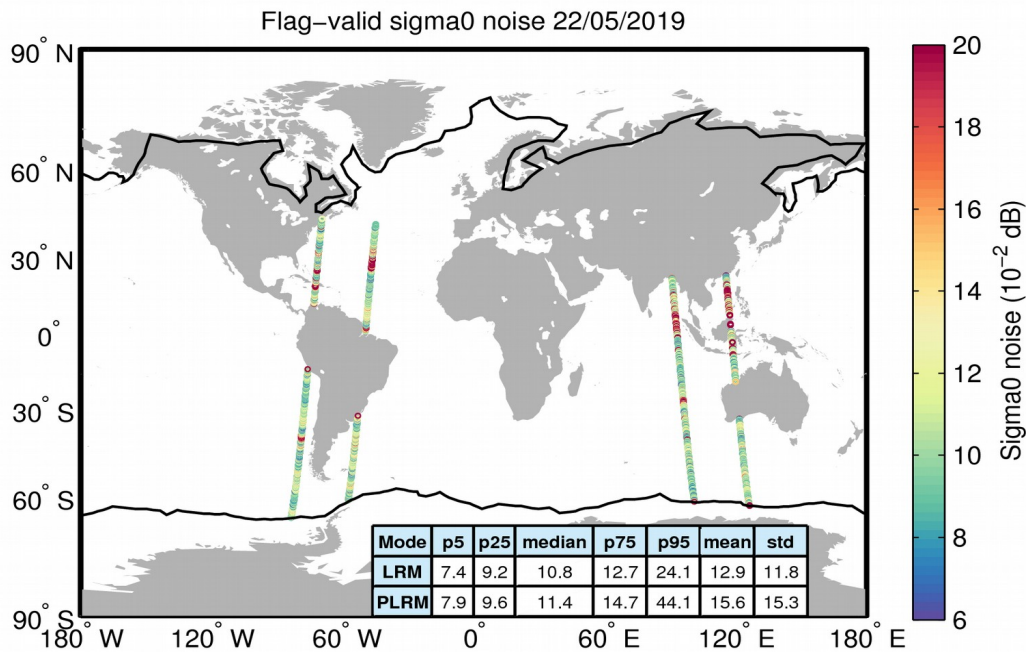 Flag−valid sigma0 noise 22/05/2019
90° N
60° N
30° N
0°
30° S
60° S
90° S
180° W
120° W
60° W
0°
60° E
120° E
180° E
Mode p5 p25 median p75 p95 mean std
LRM 7.4 9.2 10.8 12.7 24.1 12.9 11.8
PLRM 7.9 9.6 11.4 14.7 44.1 15.6 15.3
20
18
16
14
12
10
8
6
Sigma0 noise (10⁻² dB)